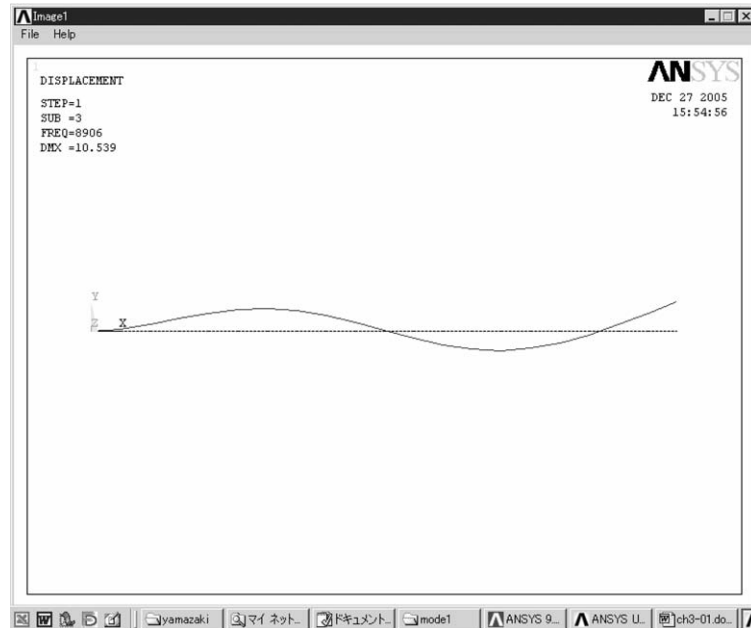 Image1
File Help
1
DISPLACEMENT
STEP=1
SUB =3
FREQ=8906
DMX =10.539
ANSYS
DEC 27 2005
15:54:56
Y
Z X
yamazaki
マイ ネット...
ドキュメント...
mode1
ANSYS 9...
ANSYS U...
ch3-01.do...